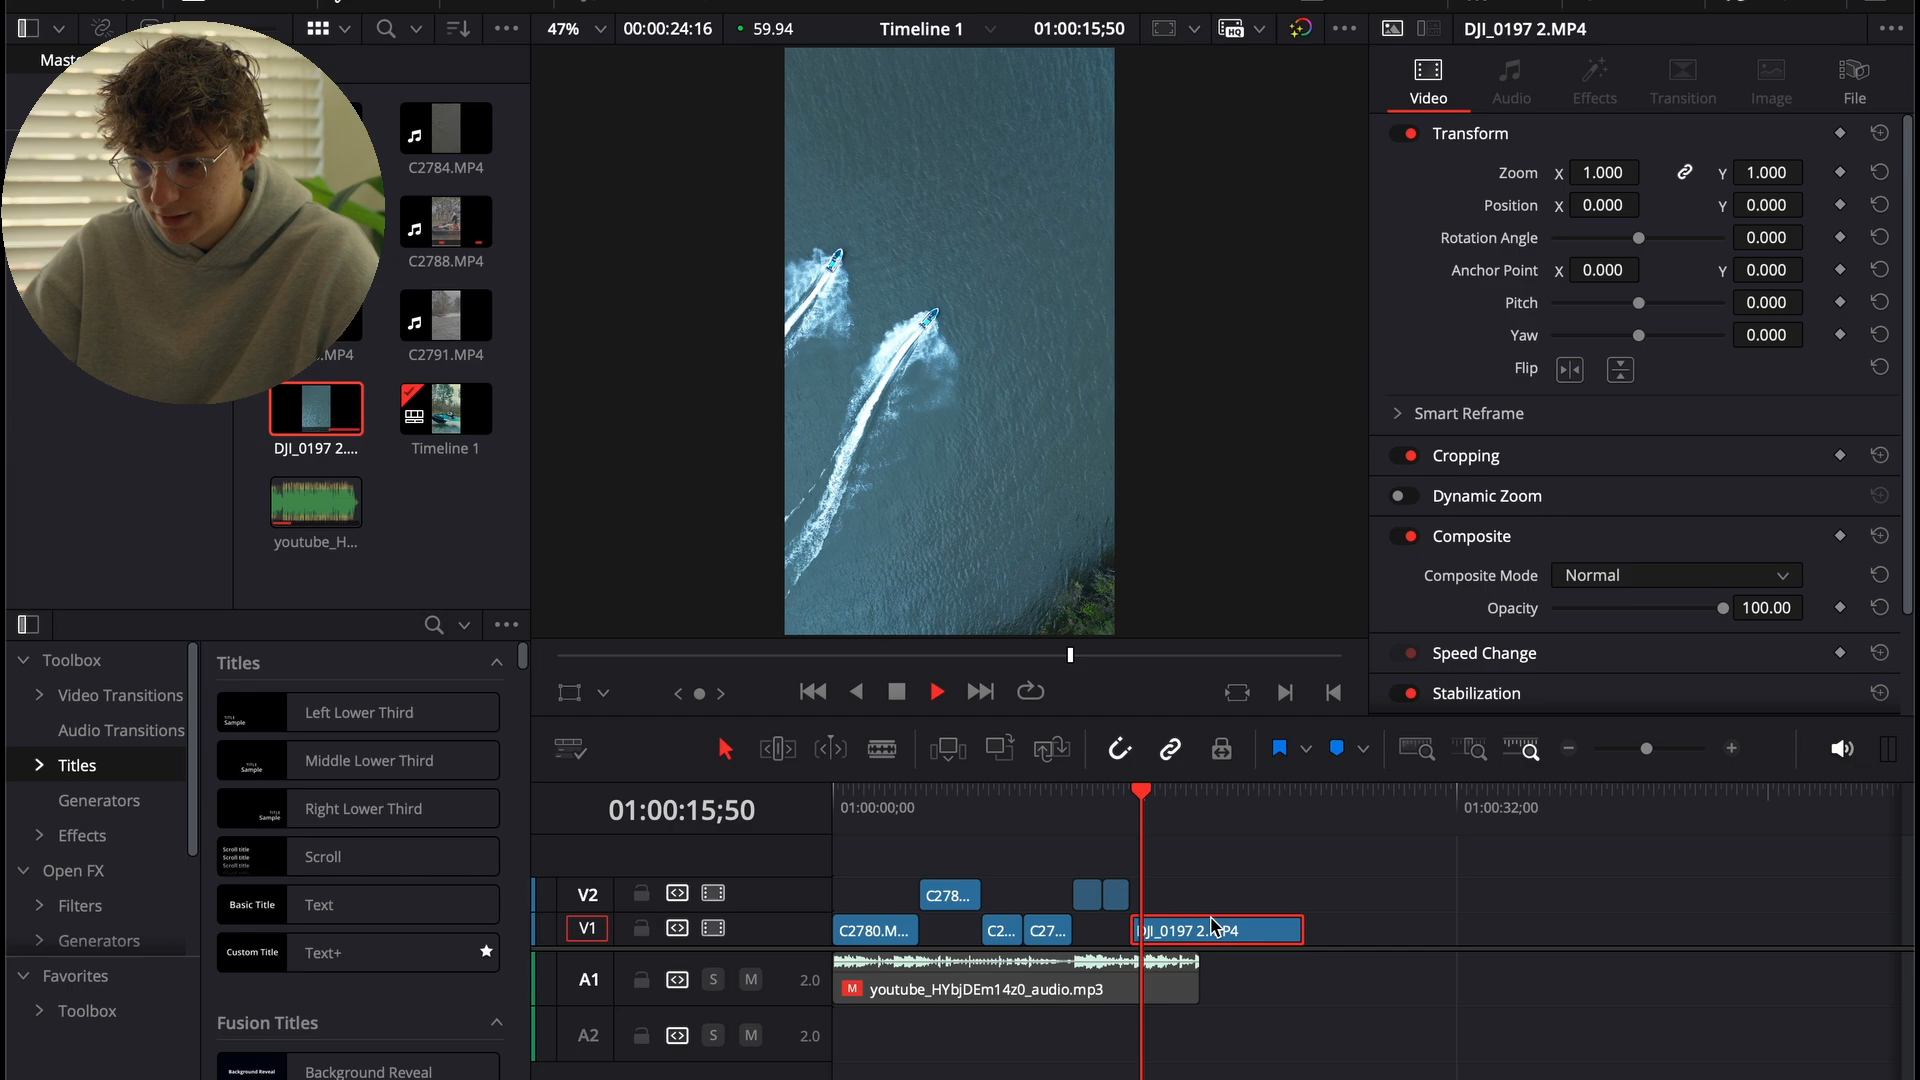 47%
00:00:24:16
59.94
Timeline 1
01:00:15;50
DJI_0197 2.MP4
Maste
C2784.MP4
C2788.MP4
.MP4
C2791.MP4
DJI_0197 2....
Timeline 1
youtube_H...
Video
Audio
Effects
Transition
Image
File
Transform
Zoom X 1.000 Y 1.000
Position X 0.000 Y 0.000
Rotation Angle 0.000
Anchor Point X 0.000 Y 0.000
Pitch 0.000
Yaw 0.000
Flip
Smart Reframe
Cropping
Dynamic Zoom
Composite
Composite Mode Normal
Opacity 100.00
Speed Change
Stabilization
Toolbox
Video Transitions
Audio Transitions
Titles
Generators
Effects
Open FX
Filters
Generators
Favorites
Toolbox
Titles
Left Lower Third
Middle Lower Third
Right Lower Third
Scroll
Basic Title Text
Custom Title Text+
Fusion Titles
Background Reveal Background Reveal
01:00:15;50
01:00:00;00
01:00:32;00
V2
C278...
V1
C2780.M...
C2...
C27...
DJI_0197 2.MP4
A1 S M 2.0
M youtube_HYbjDEm14z0_audio.mp3
A2 S M 2.0